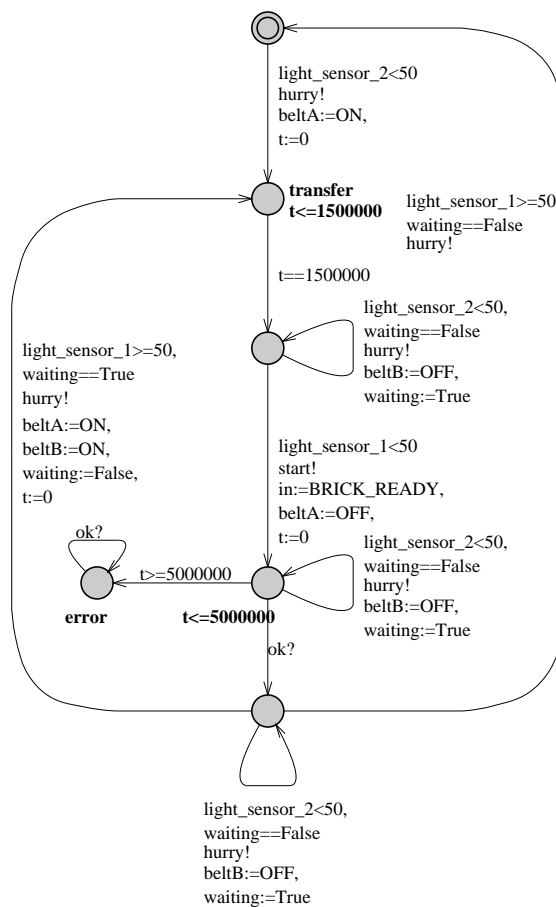 light_sensor_2<50
hurry!
beltA:=ON,
t:=0
transfer
t<=1500000
light_sensor_1>=50
waiting==False
hurry!
t==1500000
light_sensor_2<50,
waiting==False
hurry!
beltB:=OFF,
waiting:=True
light_sensor_1>=50,
waiting==True
hurry!
beltA:=ON,
beltB:=ON,
waiting:=False,
t:=0
light_sensor_1<50
start!
in:=BRICK_READY,
beltA:=OFF,
t:=0
ok?
t>=5000000
error
t<=5000000
light_sensor_2<50,
waiting==False
hurry!
beltB:=OFF,
waiting:=True
ok?
light_sensor_2<50,
waiting==False
hurry!
beltB:=OFF,
waiting:=True